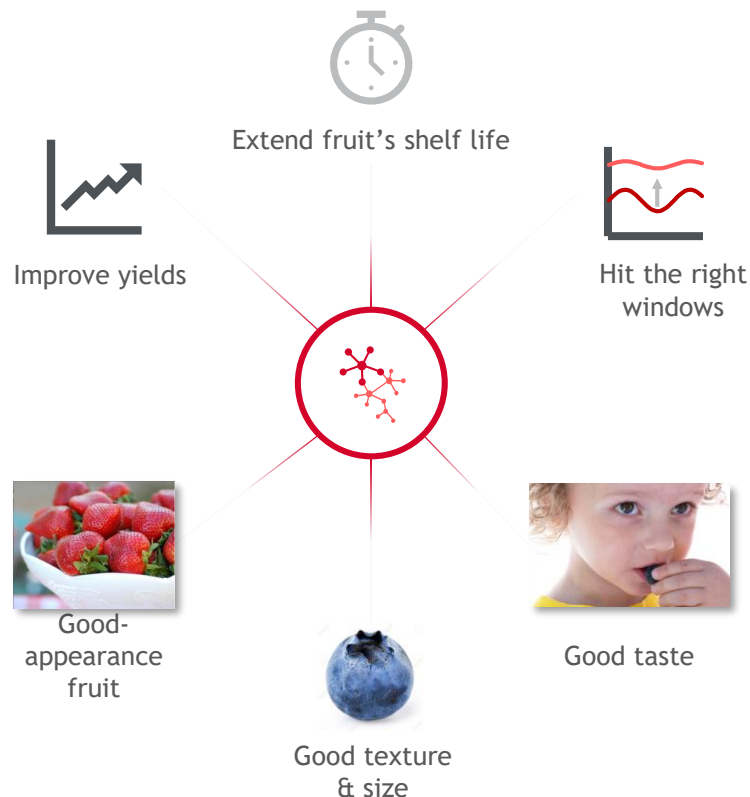 Extend fruit’s shelf life
Improve yields
Hit the right
windows
Good-
appearance
fruit
Good taste
Good texture
& size